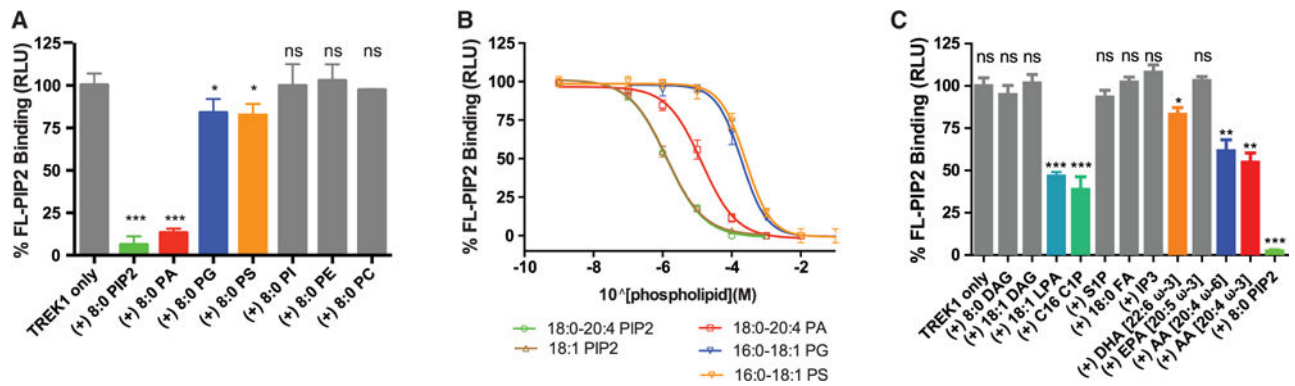 A
% FL-PIP2 Binding (RLU)
125
100
75
50
25
0
***
***
*
*
ns
ns
ns
TREK1 only
(+) 8:0 PIP2
(+) 8:0 PA
(+) 8:0 PG
(+) 8:0 PS
(+) 8:0 PI
(+) 8:0 PE
(+) 8:0 PC
B
% FL-PIP2 Binding (RLU)
125
100
75
50
25
0
-10
-8
-6
-4
-2
10^[phospholipid](M)
18:0-20:4 PIP2
18:1 PIP2
18:0-20:4 PA
16:0-18:1 PG
16:0-18:1 PS
C
% FL-PIP2 Binding (RLU)
125
100
75
50
25
0
ns
ns
ns
***
***
ns
ns
ns
*
ns
**
**
***
TREK1 only
(+) 8:0 DAG
(+) 18:1 DAG
(+) 18:1 LPA
(+) C16 C1P
(+) S1P
(+) 18:0 FA
(+) IP3
(+) DHA [22:6 ω-3]
(+) EPA [20:5 ω-3]
(+) AA [20:4 ω-6]
(+) AA [20:4 ω-3]
(+) 8:0 PIP2